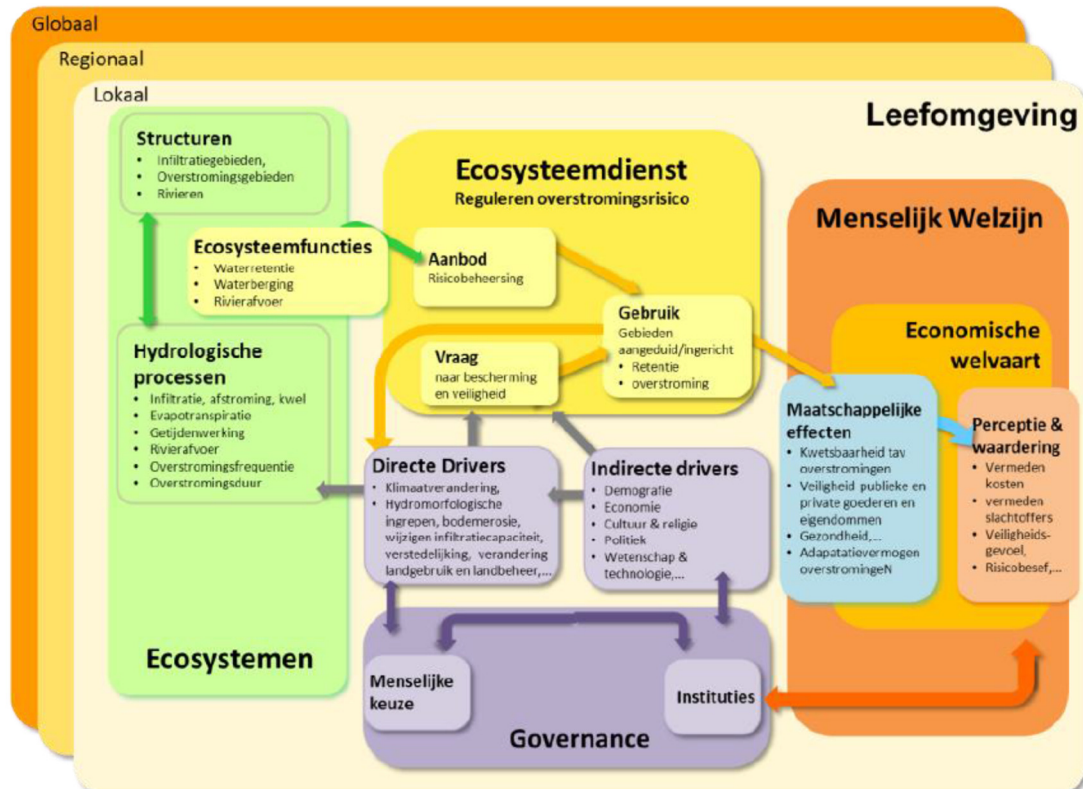 Globaal
Regionaal
Lokaal
Leefomgeving
Structuren
• Infiltratiegebieden,
• Overstromingsgebieden
• Rivieren
Ecosysteemdienst
Reguleren overstromingsrisico
Menselijk Welzijn
Ecosysteemfuncties
• Waterretentie
• Waterberging
• Rivierafvoer
Aanbod
Risicobeheersing
Gebruik
Gebieden
aangeduid/ingericht
• Retentie
• overstroming
Economische
welvaart
Hydrologische
processen
• Infiltratie, afstroming, kwel
• Evapotranspiratie
• Getijdenwerking
• Rivierafvoer
• Overstromingsfrequentie
• Overstromingsduur
Vraag
naar bescherming
en veiligheid
Maatschappelijke
effecten
• Kwetsbaarheid tav
overstromingen
• Veiligheid publieke en
private goederen en
eigendommen
• Gezondheid,...
• Adapatatievermogen
overstromingeN
Perceptie &
waardering
• Vermeden
kosten
• vermeden
slachtoffers
• Veiligheids-
gevoel,
• Risicobesef,...
Directe Drivers
• Klimaatverandering,
• Hydromorfologische
ingrepen, bodemerosie,
wijzigen infiltratiecapaciteit,
verstedelijking, verandering
landgebruik en landbeheer,...
Indirecte drivers
• Demografie
• Economie
• Cultuur & religie
• Politiek
• Wetenschap &
technologie,...
Ecosystemen
Menselijke
keuze
Instituties
Governance